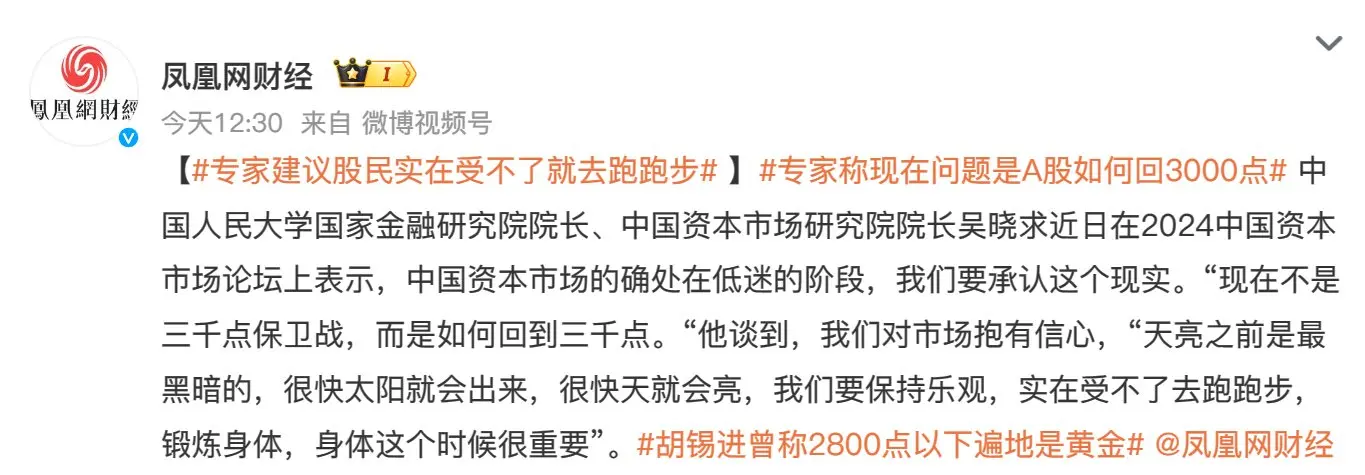 凤凰网财经 I
鳳凰網財經
今天12:30 来自 微博视频号
【#专家建议股民实在受不了就去跑跑步# 】#专家称现在问题是A股如何回3000点# 中
国人民大学国家金融研究院院长、中国资本市场研究院院长吴晓求近日在2024中国资本
市场论坛上表示，中国资本市场的确处在低迷的阶段，我们要承认这个现实。“现在不是
三千点保卫战，而是如何回到三千点。“他谈到，我们对市场抱有信心，“天亮之前是最
黑暗的，很快太阳就会出来，很快天就会亮，我们要保持乐观，实在受不了去跑跑步，
锻炼身体，身体这个时候很重要”。#胡锡进曾称2800点以下遍地是黄金# @凤凰网财经